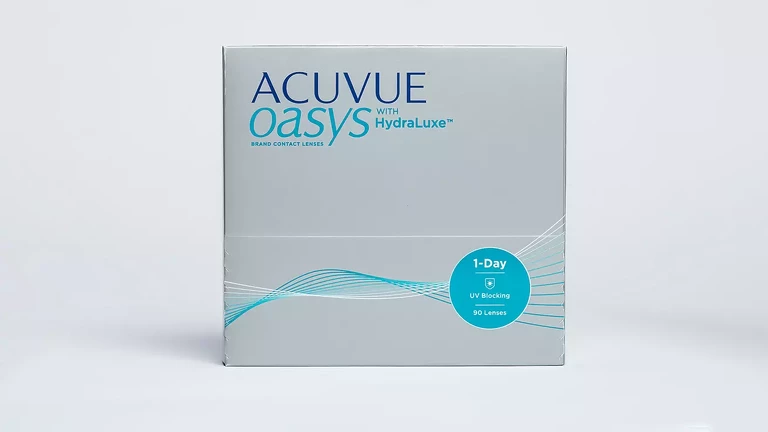 ACUVUE
oasys WITH HydraLuxe™
BRAND CONTACT LENSES
1-Day
UV Blocking
90 Lenses